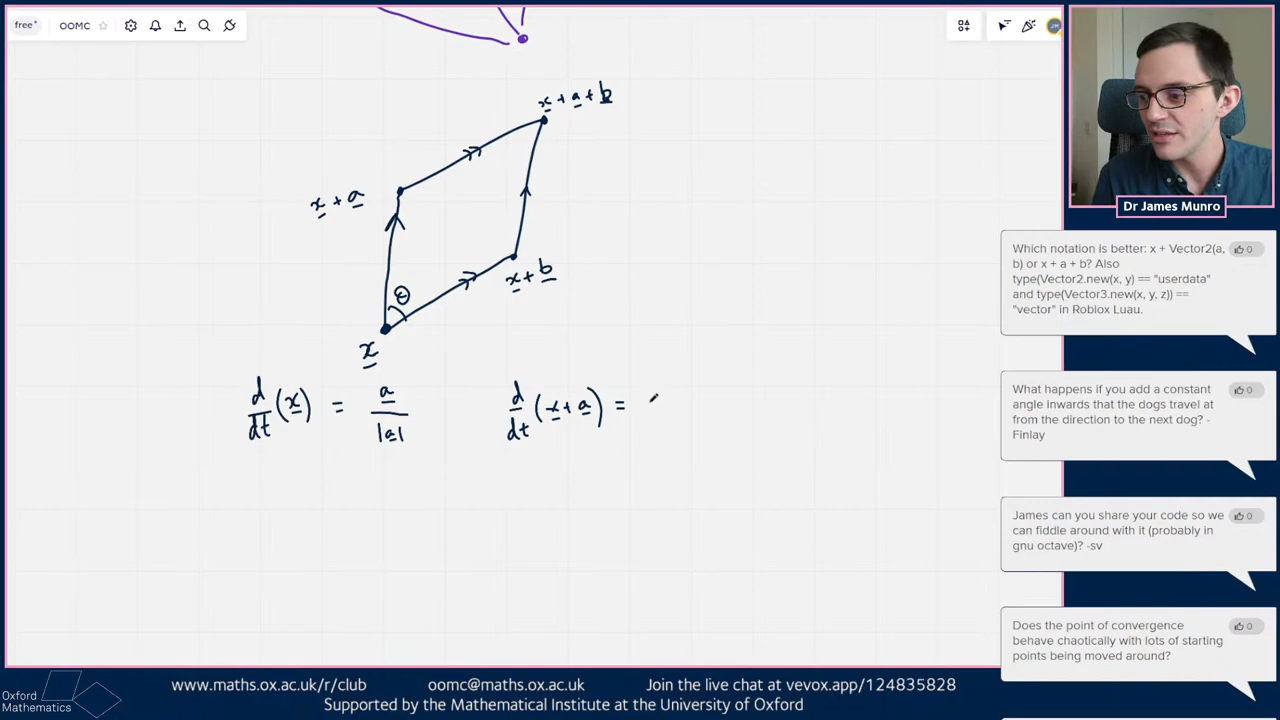 free+ OOMC
x + a + b
x + a
x + b
θ
x
d/dt (x) = a/|a|
d/dt (x + a) =
Dr James Munro
Which notation is better: x + Vector2(a,
b) or x + a + b? Also
type(Vector2.new(x, y) == "userdata"
and type(Vector3.new(x, y, z)) ==
"vector" in Roblox Luau.
0
What happens if you add a constant
angle inwards that the dogs travel at
from the direction to the next dog? -
Finlay
0
James can you share your code so we
can fiddle around with it (probably in
gnu octave)? -sv
0
Does the point of convergence
behave chaotically with lots of starting
points being moved around?
0
Oxford
Mathematics
www.maths.ox.ac.uk/r/club oomc@maths.ox.ac.uk Join the live chat at vevox.app/124835828
Supported by the Mathematical Institute at the University of Oxford